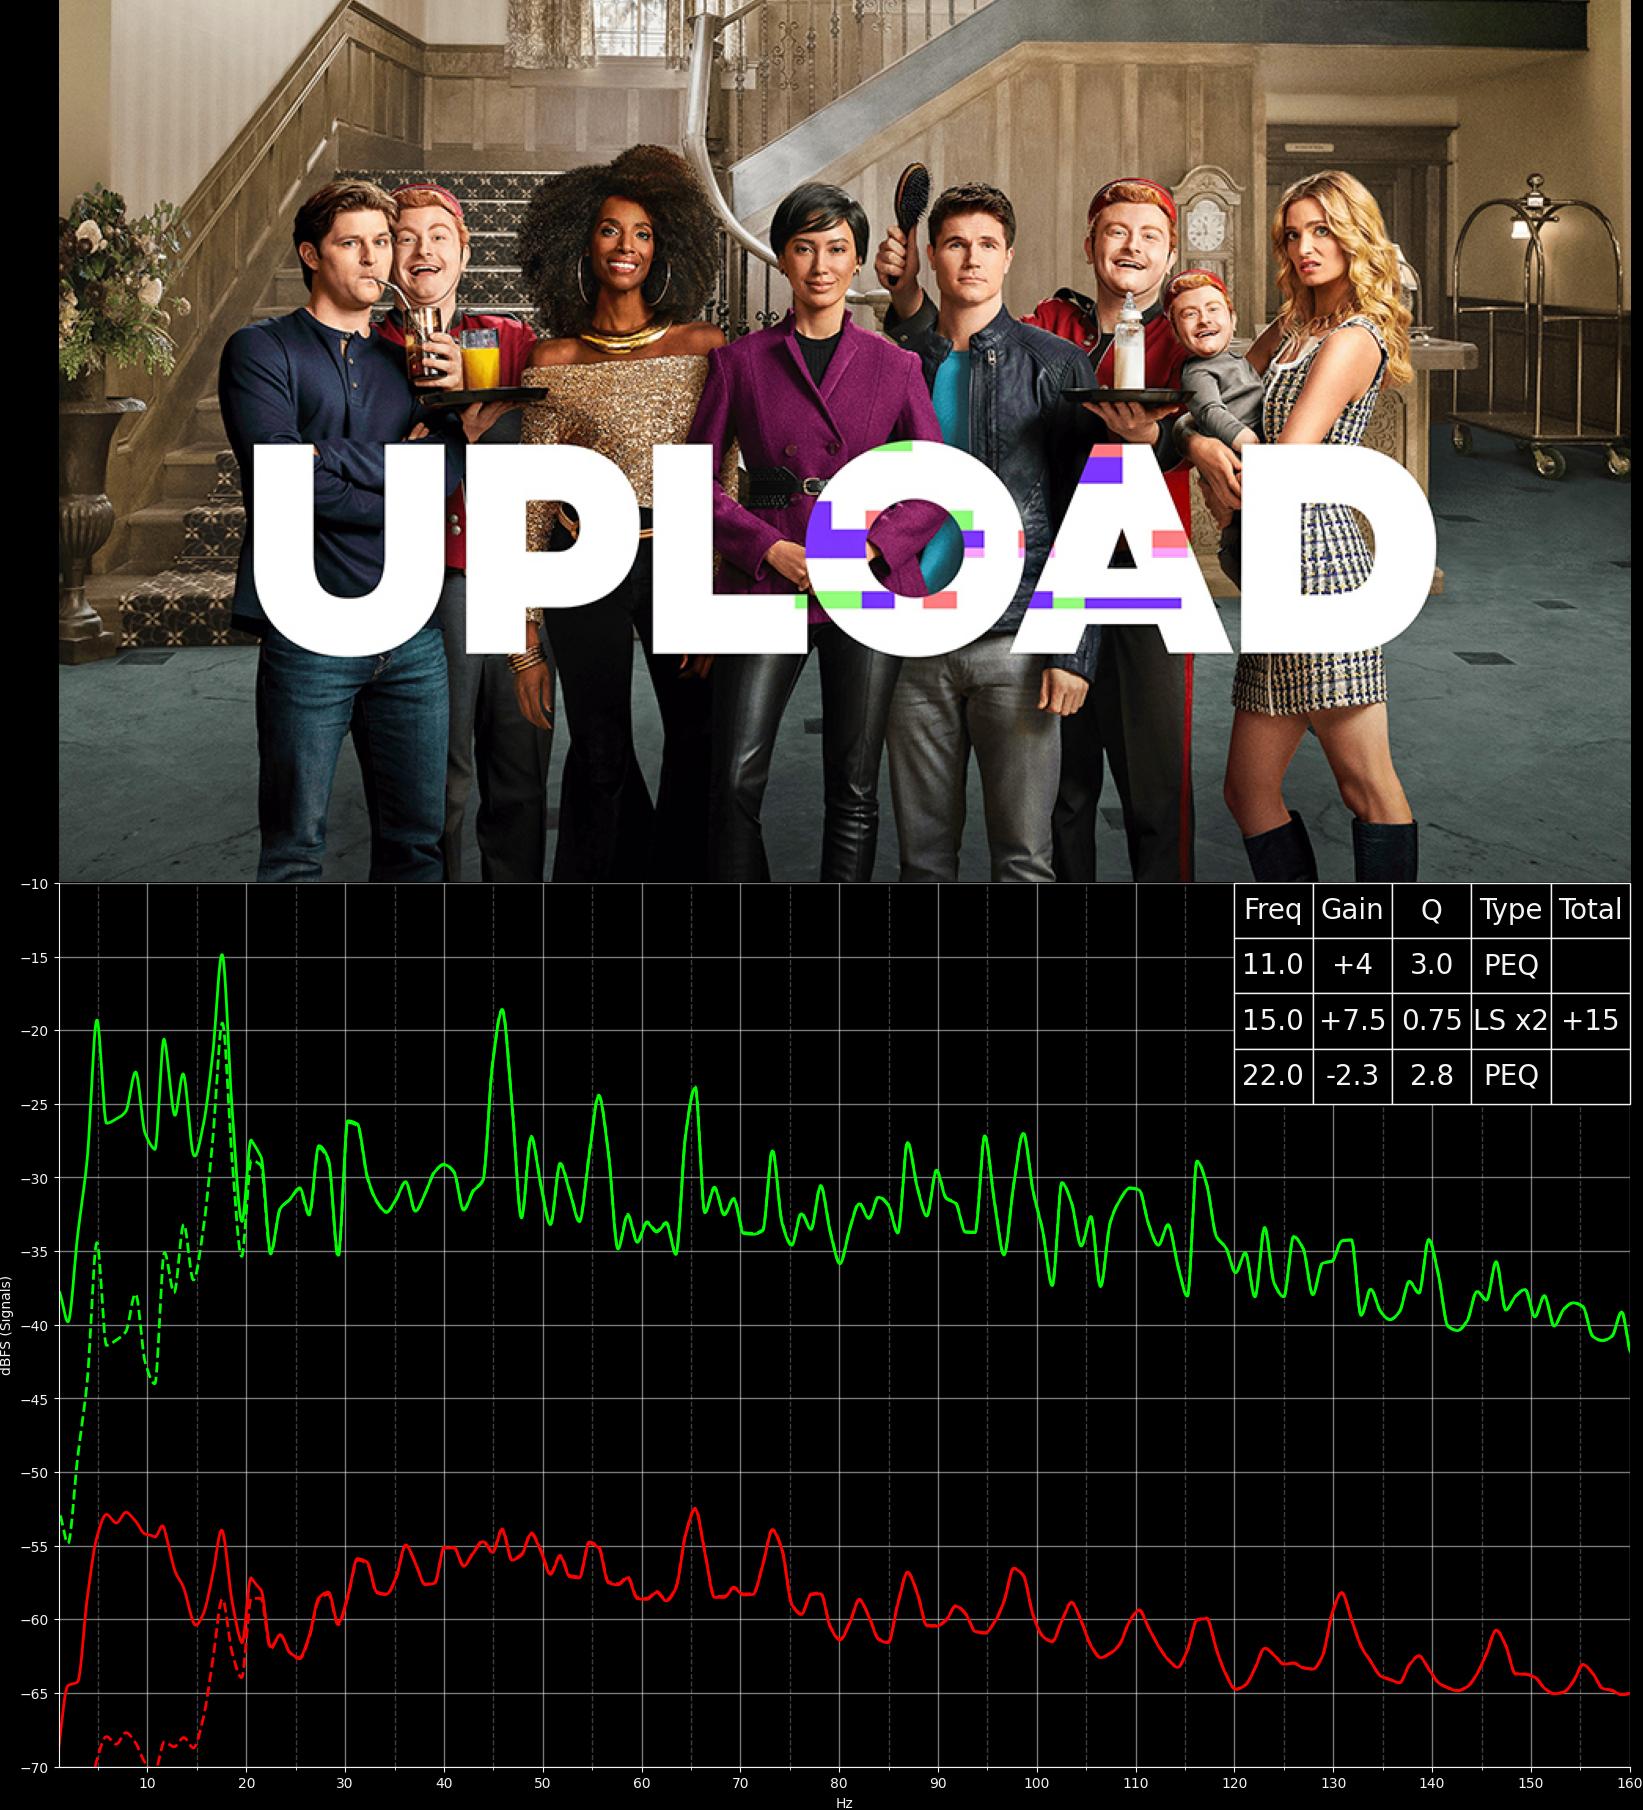 UPLOAD
Freq Gain Q Type Total
11.0 +4 3.0 PEQ
15.0 +7.5 0.75 LS x2 +15
22.0 -2.3 2.8 PEQ
−10
−15
−20
−25
−30
−35
−40
−45
−50
−55
−60
−65
−70
dBFS (Signals)
10 20 30 40 50 60 70 80 90 100 110 120 130 140 150 160
Hz